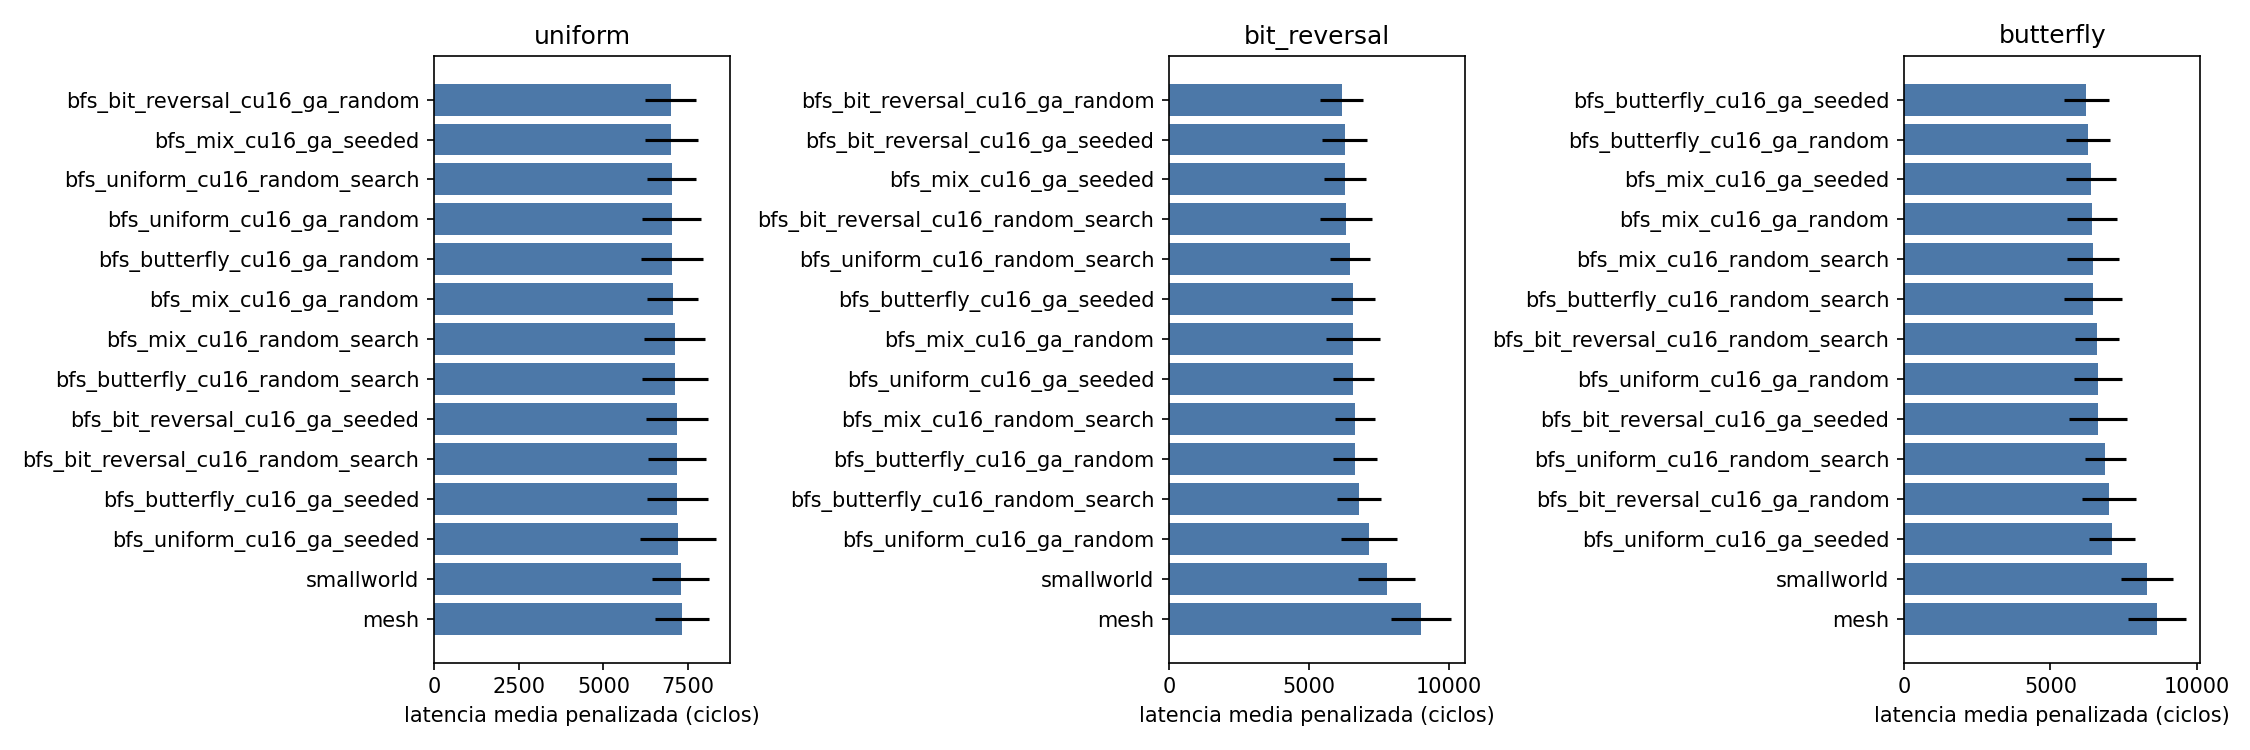 uniform
bfs_bit_reversal_cu16_ga_random
bfs_mix_cu16_ga_seeded
bfs_uniform_cu16_random_search
bfs_uniform_cu16_ga_random
bfs_butterfly_cu16_ga_random
bfs_mix_cu16_ga_random
bfs_mix_cu16_random_search
bfs_butterfly_cu16_random_search
bfs_bit_reversal_cu16_ga_seeded
bfs_bit_reversal_cu16_random_search
bfs_butterfly_cu16_ga_seeded
bfs_uniform_cu16_ga_seeded
smallworld
mesh
0 2500 5000 7500
latencia media penalizada (ciclos)
bit_reversal
bfs_bit_reversal_cu16_ga_random
bfs_bit_reversal_cu16_ga_seeded
bfs_mix_cu16_ga_seeded
bfs_bit_reversal_cu16_random_search
bfs_uniform_cu16_random_search
bfs_butterfly_cu16_ga_seeded
bfs_mix_cu16_ga_random
bfs_uniform_cu16_ga_seeded
bfs_mix_cu16_random_search
bfs_butterfly_cu16_ga_random
bfs_butterfly_cu16_random_search
bfs_uniform_cu16_ga_random
smallworld
mesh
0 5000 10000
latencia media penalizada (ciclos)
butterfly
bfs_butterfly_cu16_ga_seeded
bfs_butterfly_cu16_ga_random
bfs_mix_cu16_ga_seeded
bfs_mix_cu16_ga_random
bfs_mix_cu16_random_search
bfs_butterfly_cu16_random_search
bfs_bit_reversal_cu16_random_search
bfs_uniform_cu16_ga_random
bfs_bit_reversal_cu16_ga_seeded
bfs_uniform_cu16_random_search
bfs_bit_reversal_cu16_ga_random
bfs_uniform_cu16_ga_seeded
smallworld
mesh
0 5000 10000
latencia media penalizada (ciclos)